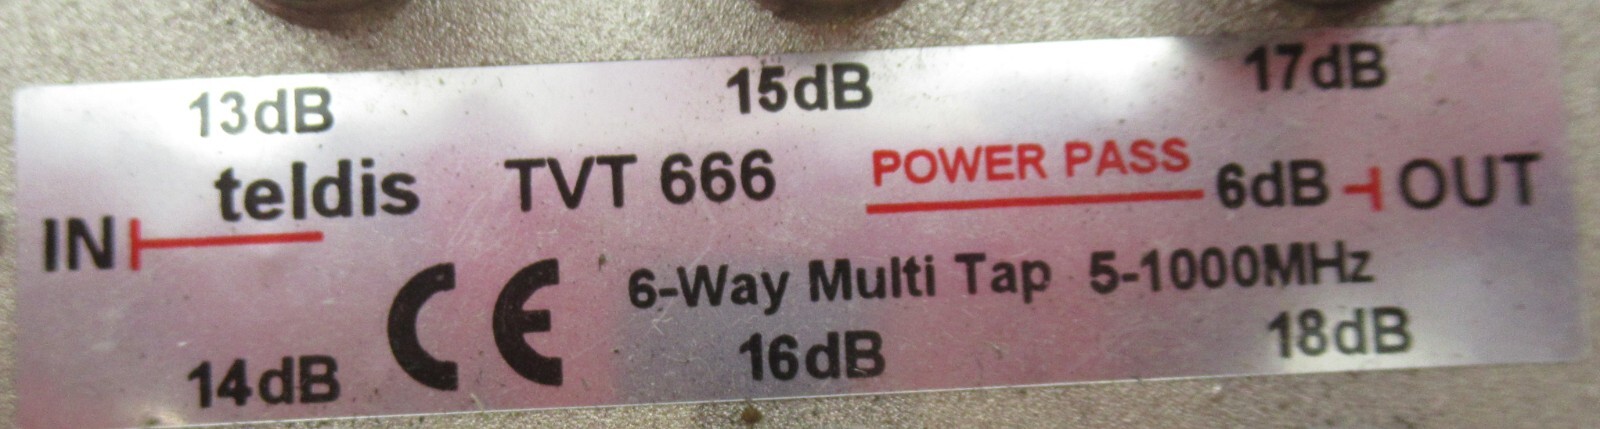 13dB 15dB 17dB
teldis TVT 666 POWER PASS 6dB OUT
IN
CE 6-Way Multi Tap 5-1000MHz
14dB 16dB 18dB